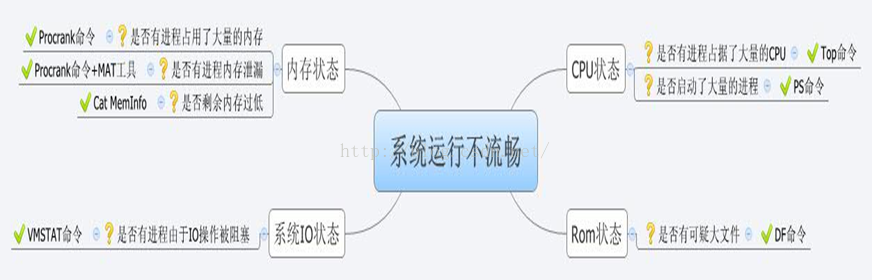 系统运行不流畅
内存状态
是否有进程占用了大量的内存
Procrank命令
是否有进程内存泄漏
Procrank命令+MAT工具
是否剩余内存过低
Cat MemInfo
CPU状态
是否有进程占据了大量的CPU
Top命令
是否启动了大量的进程
PS命令
系统IO状态
是否有进程由于IO操作被阻塞
VMSTAT命令
Rom状态
是否有可疑大文件
DF命令
http:
et/